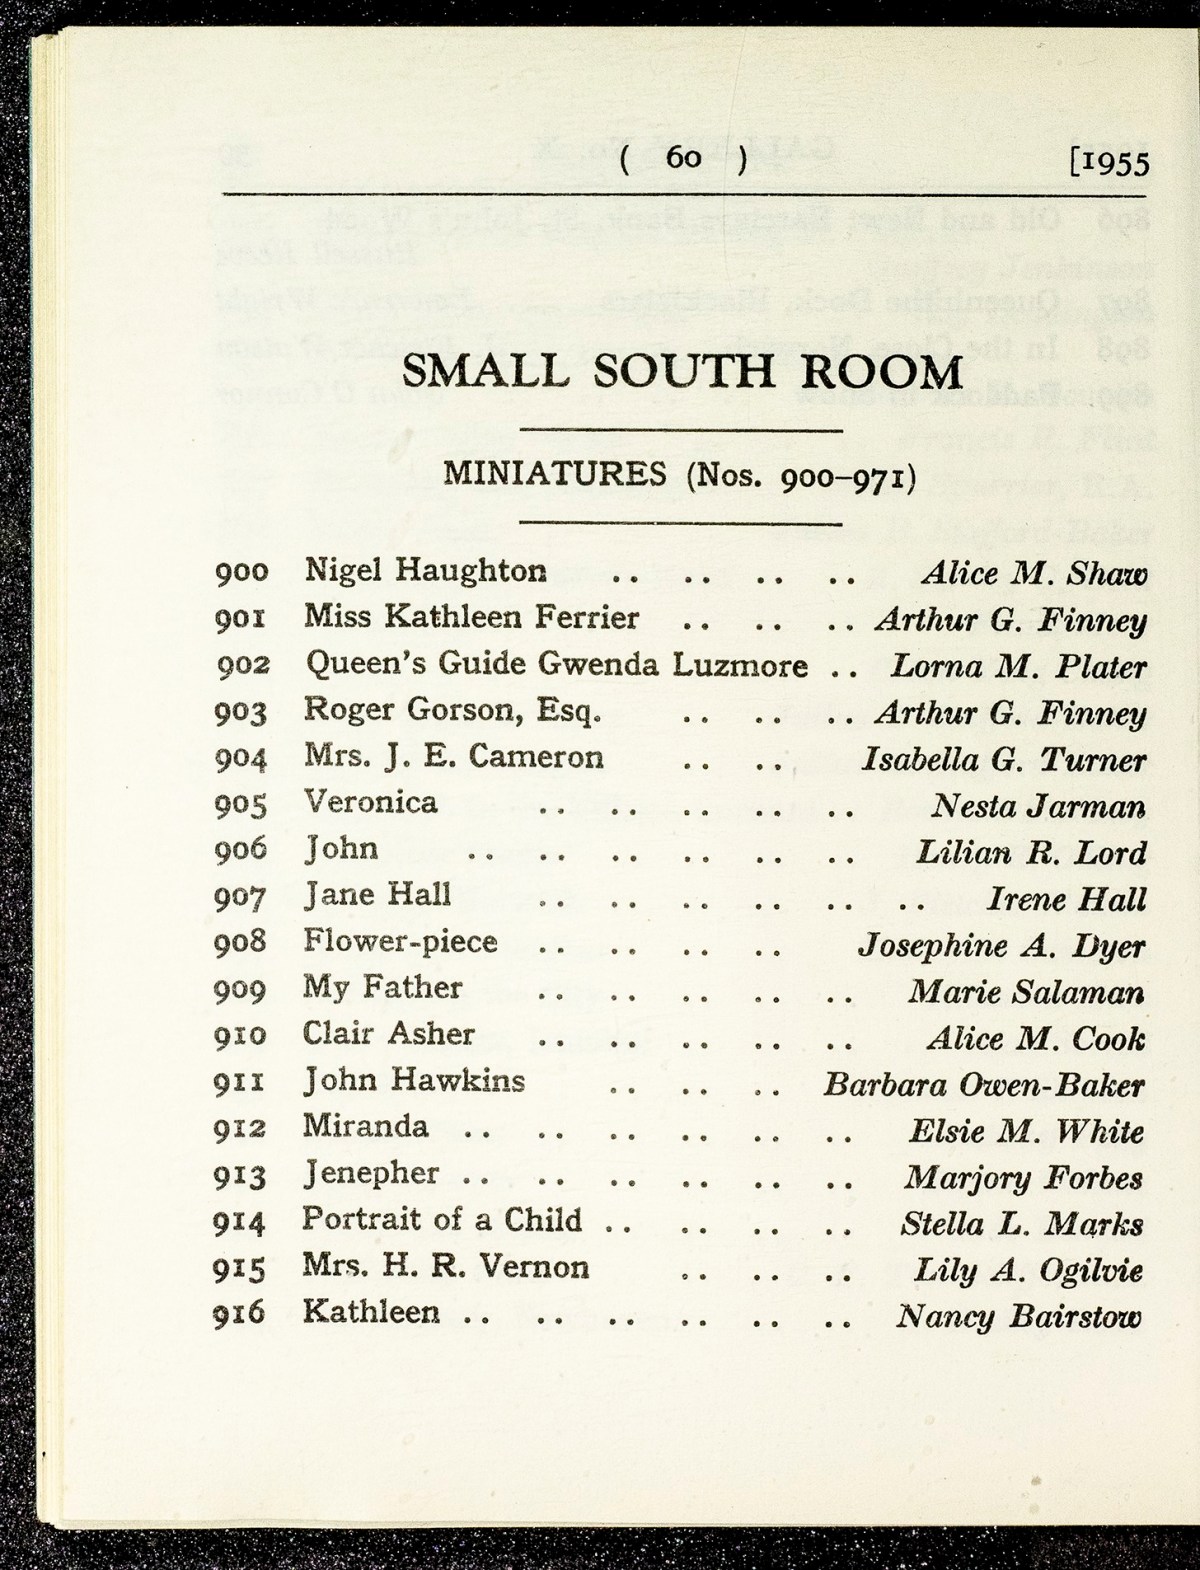 ( 60 ) [1955
SMALL SOUTH ROOM
MINIATURES (Nos. 900–971)
900 Nigel Haughton .. .. .. .. Alice M. Shaw
901 Miss Kathleen Ferrier .. .. .. Arthur G. Finney
902 Queen's Guide Gwenda Luzmore .. Lorna M. Plater
903 Roger Gorson, Esq. .. .. .. Arthur G. Finney
904 Mrs. J. E. Cameron .. .. Isabella G. Turner
905 Veronica .. .. .. .. .. Nesta Jarman
906 John .. .. .. .. .. .. Lilian R. Lord
907 Jane Hall .. .. .. .. .. .. Irene Hall
908 Flower-piece .. .. .. .. Josephine A. Dyer
909 My Father .. .. .. .. .. Marie Salaman
910 Clair Asher .. .. .. .. .. Alice M. Cook
911 John Hawkins .. .. .. Barbara Owen-Baker
912 Miranda .. .. .. .. .. .. Elsie M. White
913 Jenepher .. .. .. .. .. .. Marjory Forbes
914 Portrait of a Child .. .. .. .. Stella L. Marks
915 Mrs. H. R. Vernon .. .. .. Lily A. Ogilvie
916 Kathleen .. .. .. .. .. .. Nancy Bairstow